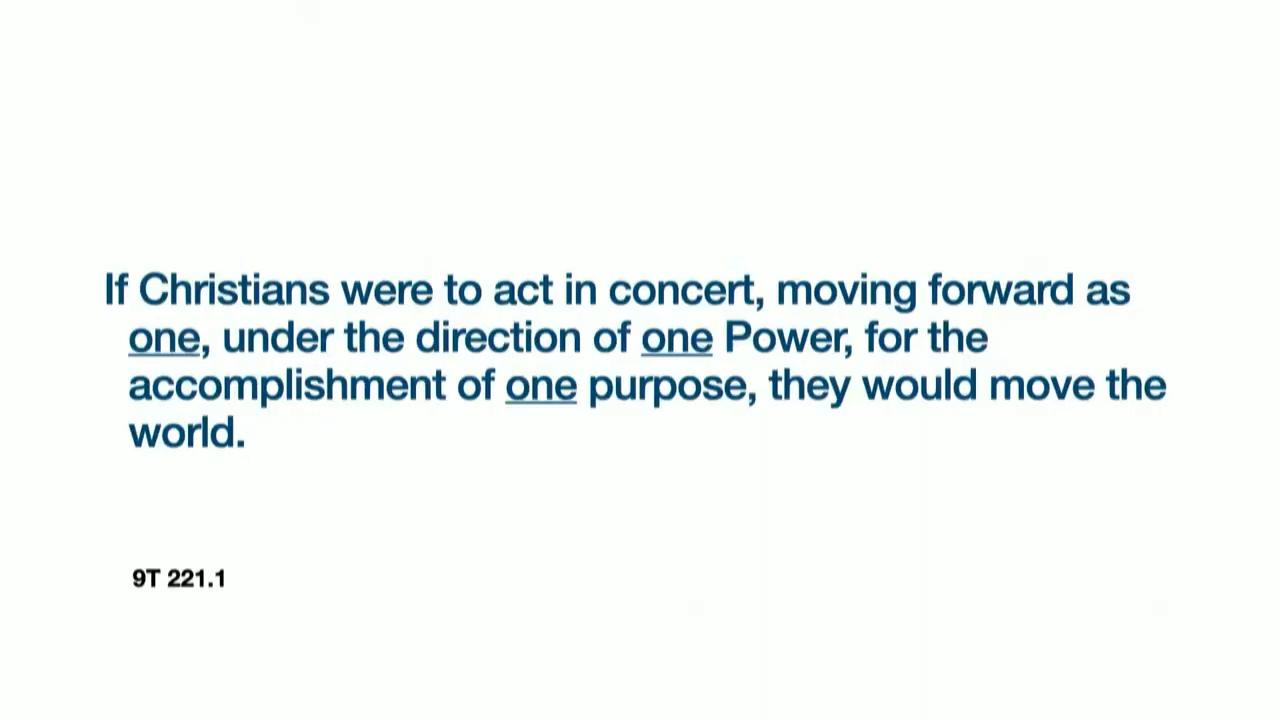 If Christians were to act in concert, moving forward as
one, under the direction of one Power, for the
accomplishment of one purpose, they would move the
world.
9T 221.1